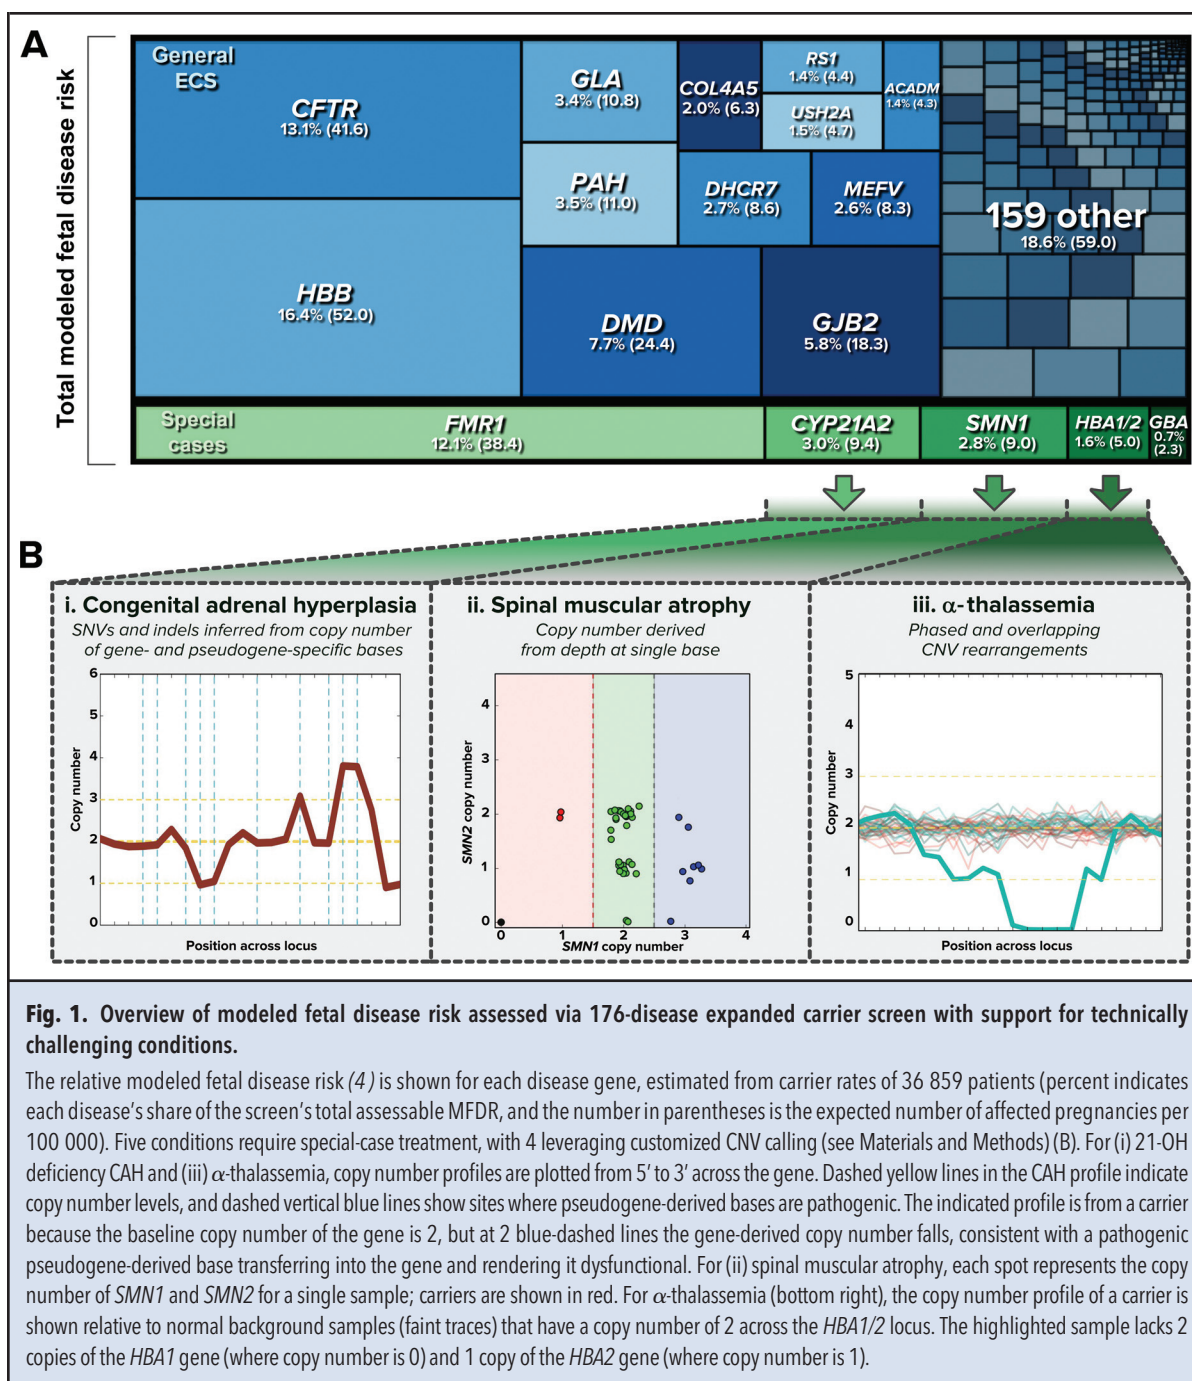 A
Total modeled fetal disease risk
General
ECS
CFTR
13.1% (41.6)
HBB
16.4% (52.0)
GLA
3.4% (10.8)
PAH
3.5% (11.0)
COL4A5
2.0% (6.3)
RS1
1.4% (4.4)
USH2A
1.5% (4.7)
ACADM
1.4% (4.3)
DHCR7
2.7% (8.6)
MEFV
2.6% (8.3)
DMD
7.7% (24.4)
GJB2
5.8% (18.3)
159 other
18.6% (59.0)
Special
cases
FMR1
12.1% (38.4)
CYP21A2
3.0% (9.4)
SMN1
2.8% (9.0)
HBA1/2
1.6% (5.0)
GBA
0.7%
(2.3)
B
i. Congenital adrenal hyperplasia
SNVs and indels inferred from copy number
of gene- and pseudogene-specific bases
6
5
4
3
2
1
0
Copy number
Position across locus
ii. Spinal muscular atrophy
Copy number derived
from depth at single base
4
3
2
1
0
SMN2 copy number
0 1 2 3 4
SMN1 copy number
iii. α-thalassemia
Phased and overlapping
CNV rearrangements
5
4
3
2
1
0
Copy number
Position across locus
Fig. 1. Overview of modeled fetal disease risk assessed via 176-disease expanded carrier screen with support for technically
challenging conditions.
The relative modeled fetal disease risk (4) is shown for each disease gene, estimated from carrier rates of 36 859 patients (percent indicates
each disease's share of the screen's total assessable MFDR, and the number in parentheses is the expected number of affected pregnancies per
100 000). Five conditions require special-case treatment, with 4 leveraging customized CNV calling (see Materials and Methods) (B). For (i) 21-OH
deficiency CAH and (iii) α-thalassemia, copy number profiles are plotted from 5′ to 3′ across the gene. Dashed yellow lines in the CAH profile indicate
copy number levels, and dashed vertical blue lines show sites where pseudogene-derived bases are pathogenic. The indicated profile is from a carrier
because the baseline copy number of the gene is 2, but at 2 blue-dashed lines the gene-derived copy number falls, consistent with a pathogenic
pseudogene-derived base transferring into the gene and rendering it dysfunctional. For (ii) spinal muscular atrophy, each spot represents the copy
number of SMN1 and SMN2 for a single sample; carriers are shown in red. For α-thalassemia (bottom right), the copy number profile of a carrier is
shown relative to normal background samples (faint traces) that have a copy number of 2 across the HBA1/2 locus. The highlighted sample lacks 2
copies of the HBA1 gene (where copy number is 0) and 1 copy of the HBA2 gene (where copy number is 1).